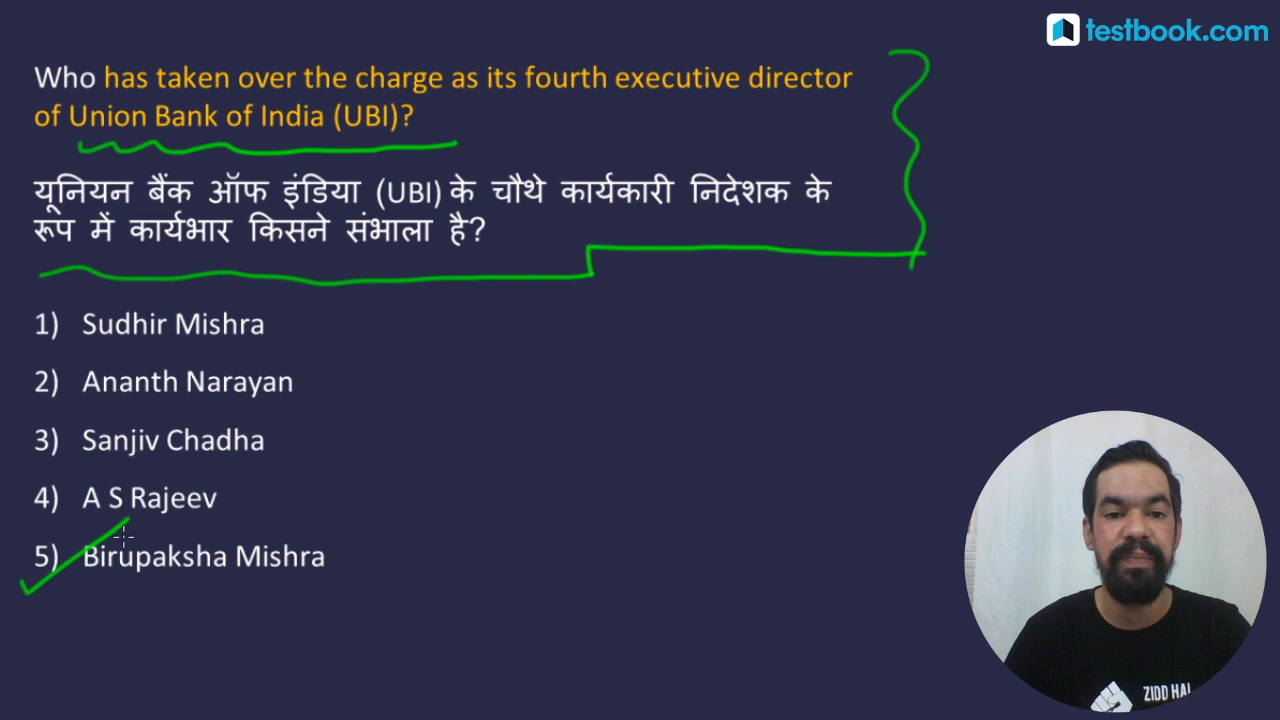 testbook.com
Who has taken over the charge as its fourth executive director
of Union Bank of India (UBI)?
यूनियन बैंक ऑफ इंडिया (UBI) के चौथे कार्यकारी निदेशक के
रूप में कार्यभार किसने संभाला है?
1) Sudhir Mishra
2) Ananth Narayan
3) Sanjiv Chadha
4) A S Rajeev
5) Birupaksha Mishra
ZIDD HAI